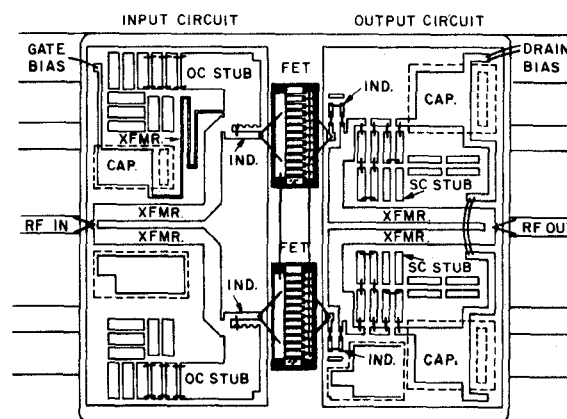 INPUT CIRCUIT
OUTPUT CIRCUIT
GATE BIAS
OC STUB
FET
IND.
DRAIN BIAS
CAP.
XFMR.
CAP.
IND.
SC STUB
XFMR.
XFMR.
RF IN
XFMR.
XFMR.
RF OUT
FET
SC STUB
IND.
OC STUB
IND.
CAP.